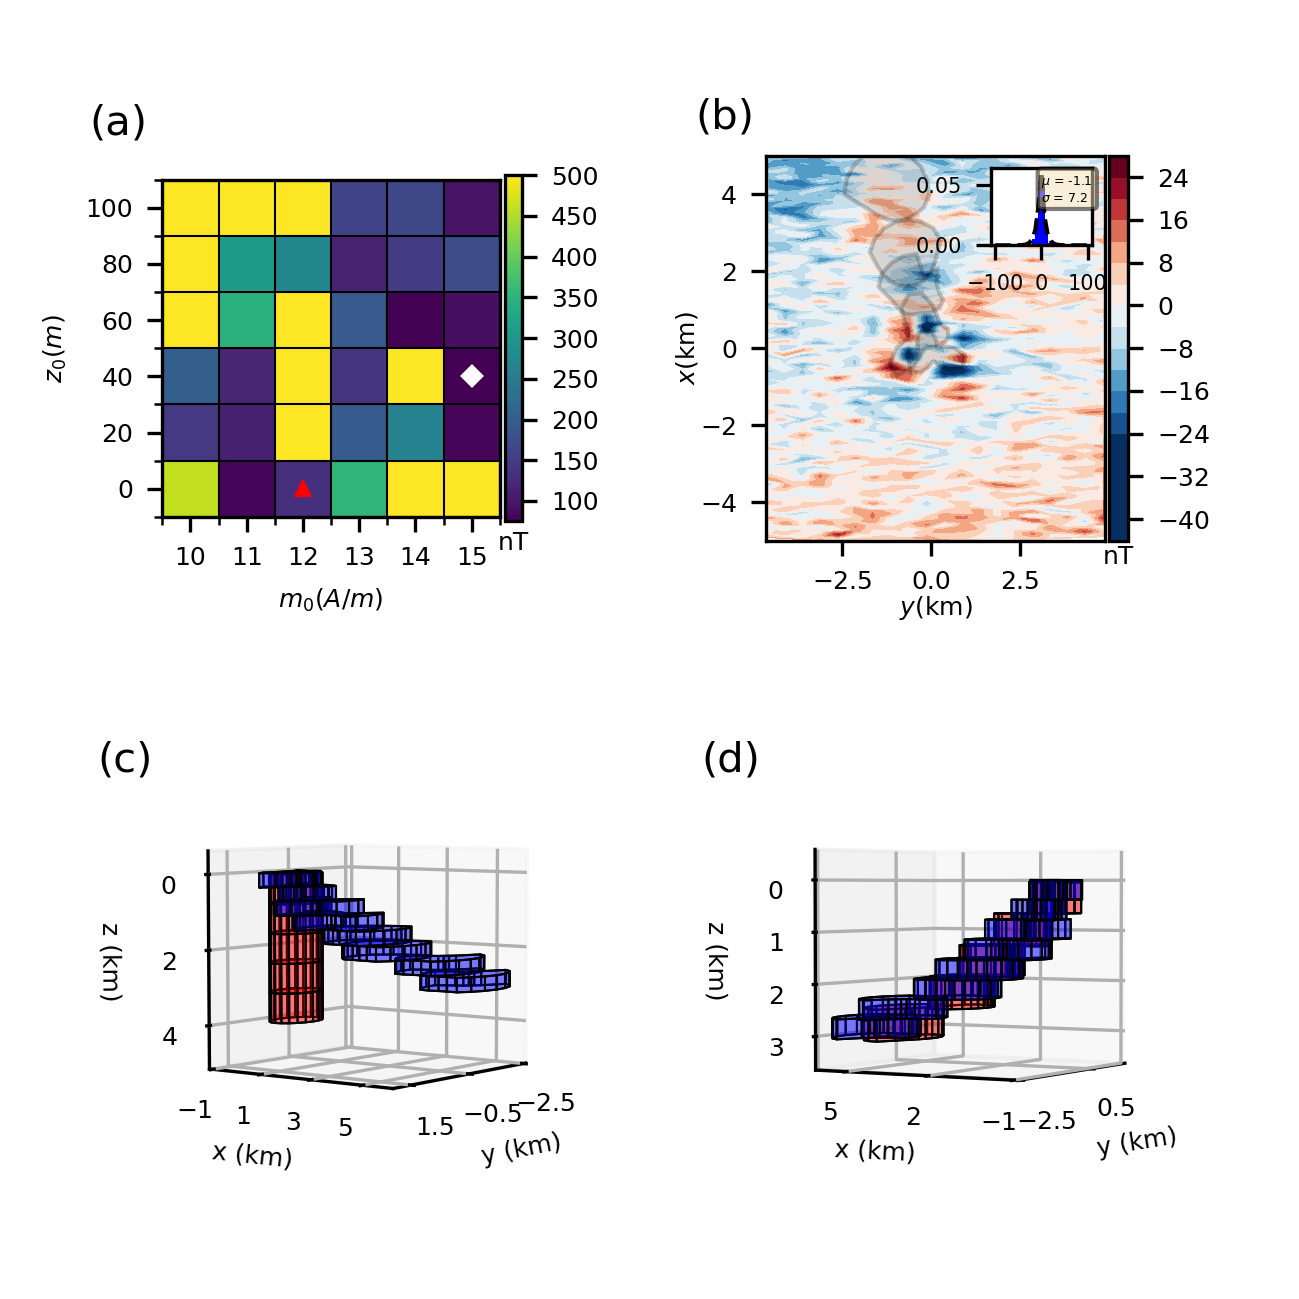 (a)
500
450
400
350
300
250
200
150
100
nT
100
80
60
40
20
0
z0(m)
10 11 12 13 14 15
m0(A/m)
(b)
4
2
0
−2
−4
x(km)
0.05
0.00
μ = -1.1
σ = 7.2
−100 0 100
24
16
8
0
−8
−16
−24
−32
−40
nT
−2.5 0.0 2.5
y(km)
(c)
0
2
4
z (km)
−1 1 3 5
x (km)
1.5 −0.5 −2.5
y (km)
(d)
0
1
2
3
z (km)
5 2 −1
x (km)
−2.5 0.5
y (km)